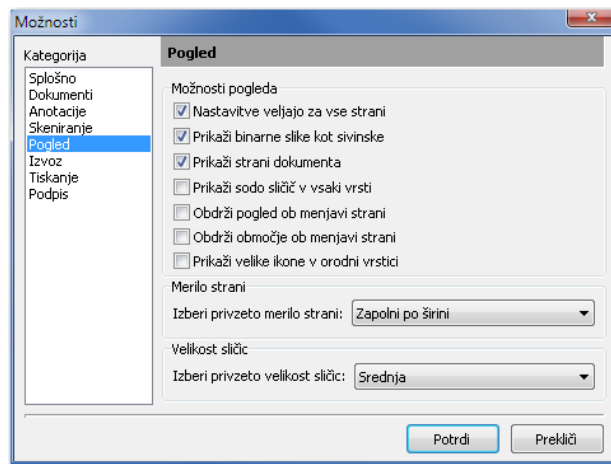 Možnosti
Kategorija
Splošno
Dokumenti
Anotacije
Skeniranje
Pogled
Izvoz
Tiskanje
Podpis
Pogled
Možnosti pogleda
Nastavitve veljajo za vse strani
Prikaži binarne slike kot sivinske
Prikaži strani dokumenta
Prikaži sodo sličič v vsaki vrsti
Obdrži pogled ob menjavi strani
Obdrži območje ob menjavi strani
Prikaži velike ikone v orodni vrstici
Merilo strani
Izberi privzeto merilo strani: Zapolni po širini
Velikost sličic
Izberi privzeto velikost sličic: Srednja
Potrdi Prekliči